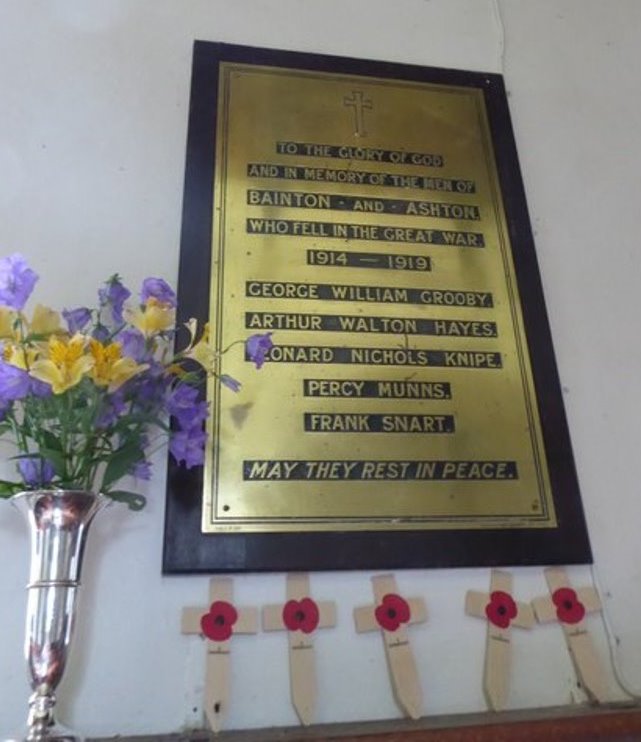 TO THE GLORY OF GOD
AND IN MEMORY OF THE MEN OF
BAINTON - AND - ASHTON.
WHO FELL IN THE GREAT WAR.
1914 — 1919
GEORGE WILLIAM GROOBY.
ARTHUR WALTON HAYES.
LEONARD NICHOLS KNIPE.
PERCY MUNNS.
FRANK SNART.
MAY THEY REST IN PEACE.